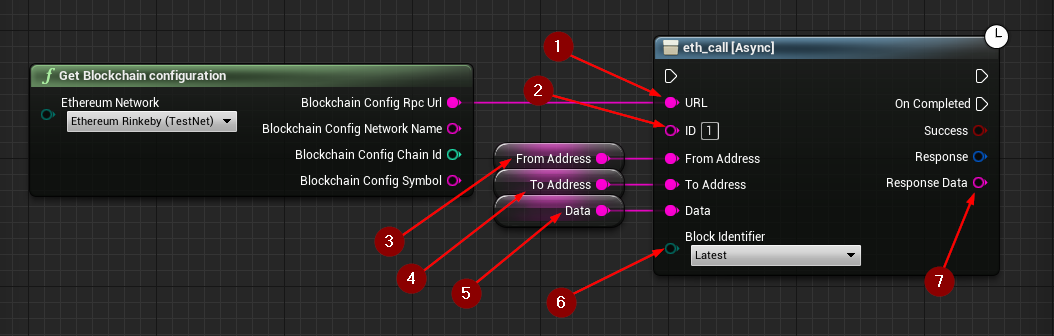 ƒ Get Blockchain configuration
Ethereum Network
Ethereum Rinkeby (TestNet)
Blockchain Config Rpc Url
Blockchain Config Network Name
Blockchain Config Chain Id
Blockchain Config Symbol
From Address
To Address
Data
eth_call [Async]
URL
ID 1
From Address
To Address
Data
Block Identifier
Latest
On Completed
Success
Response
Response Data
1
2
3
4
5
6
7